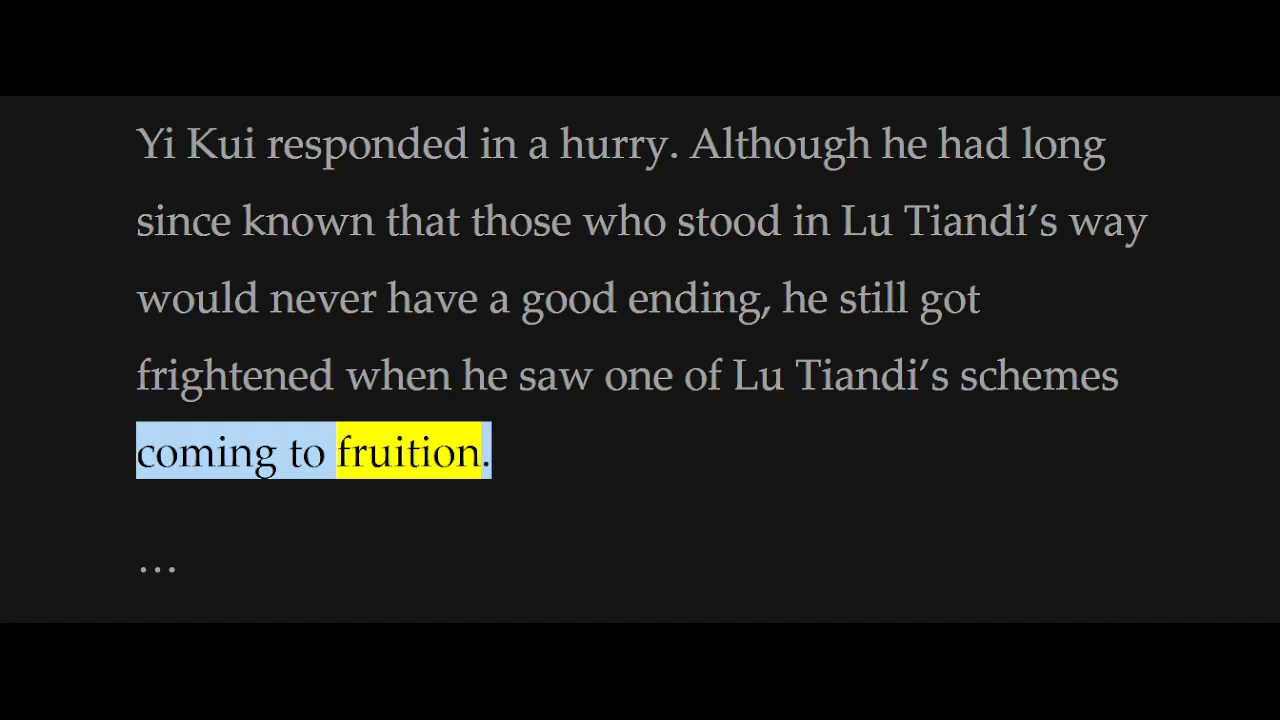 Yi Kui responded in a hurry. Although he had long
since known that those who stood in Lu Tiandi’s way
would never have a good ending, he still got
frightened when he saw one of Lu Tiandi’s schemes
coming to fruition.
…